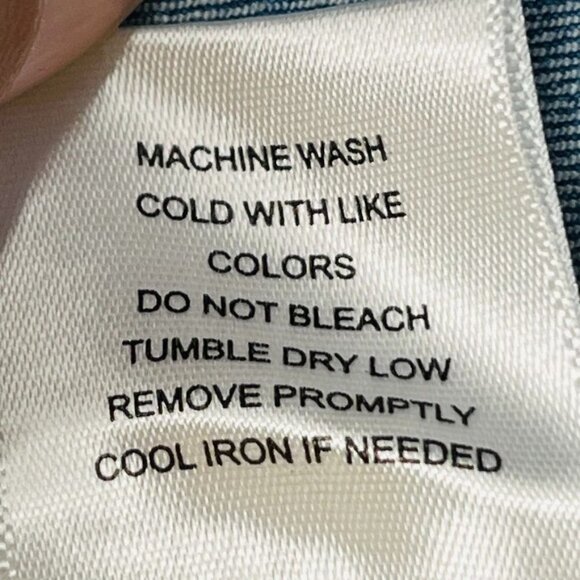 MACHINE WASH
COLD WITH LIKE
COLORS
DO NOT BLEACH
TUMBLE DRY LOW
REMOVE PROMPTLY
COOL IRON IF NEEDED